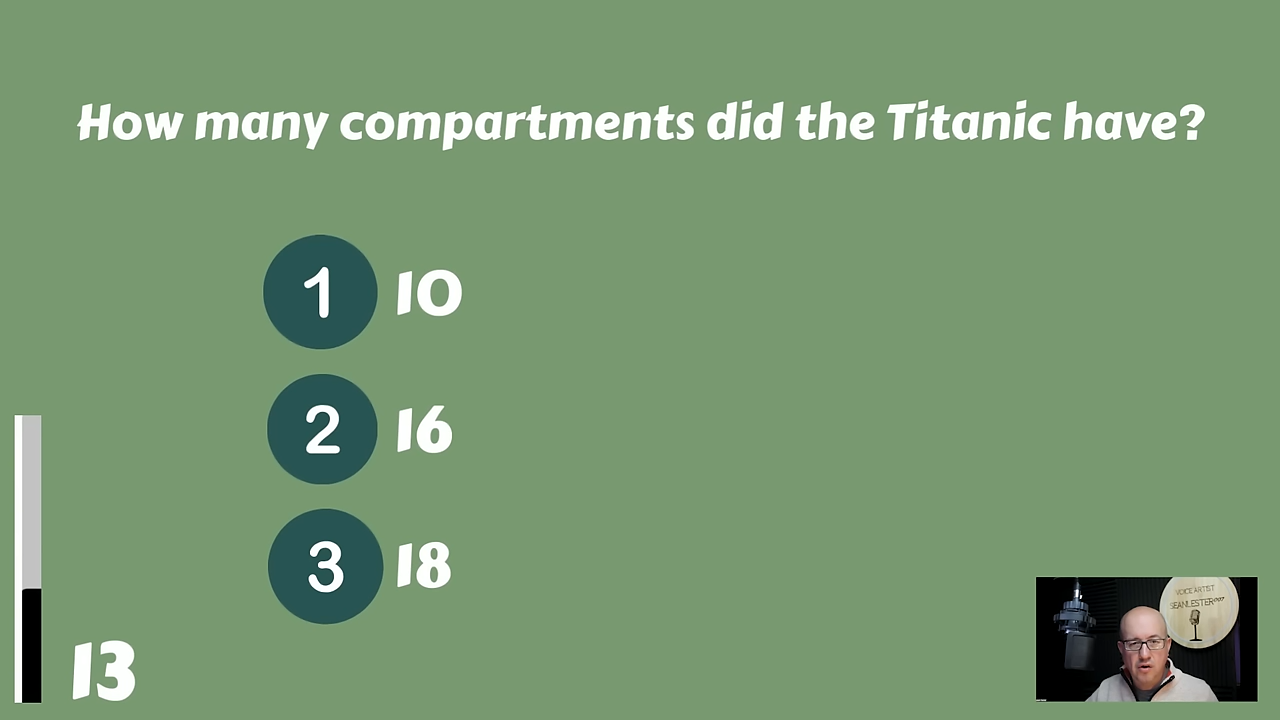 How many compartments did the Titanic have?
1 10
2 16
3 18
13
VOICE ARTIST
SEANLESTER